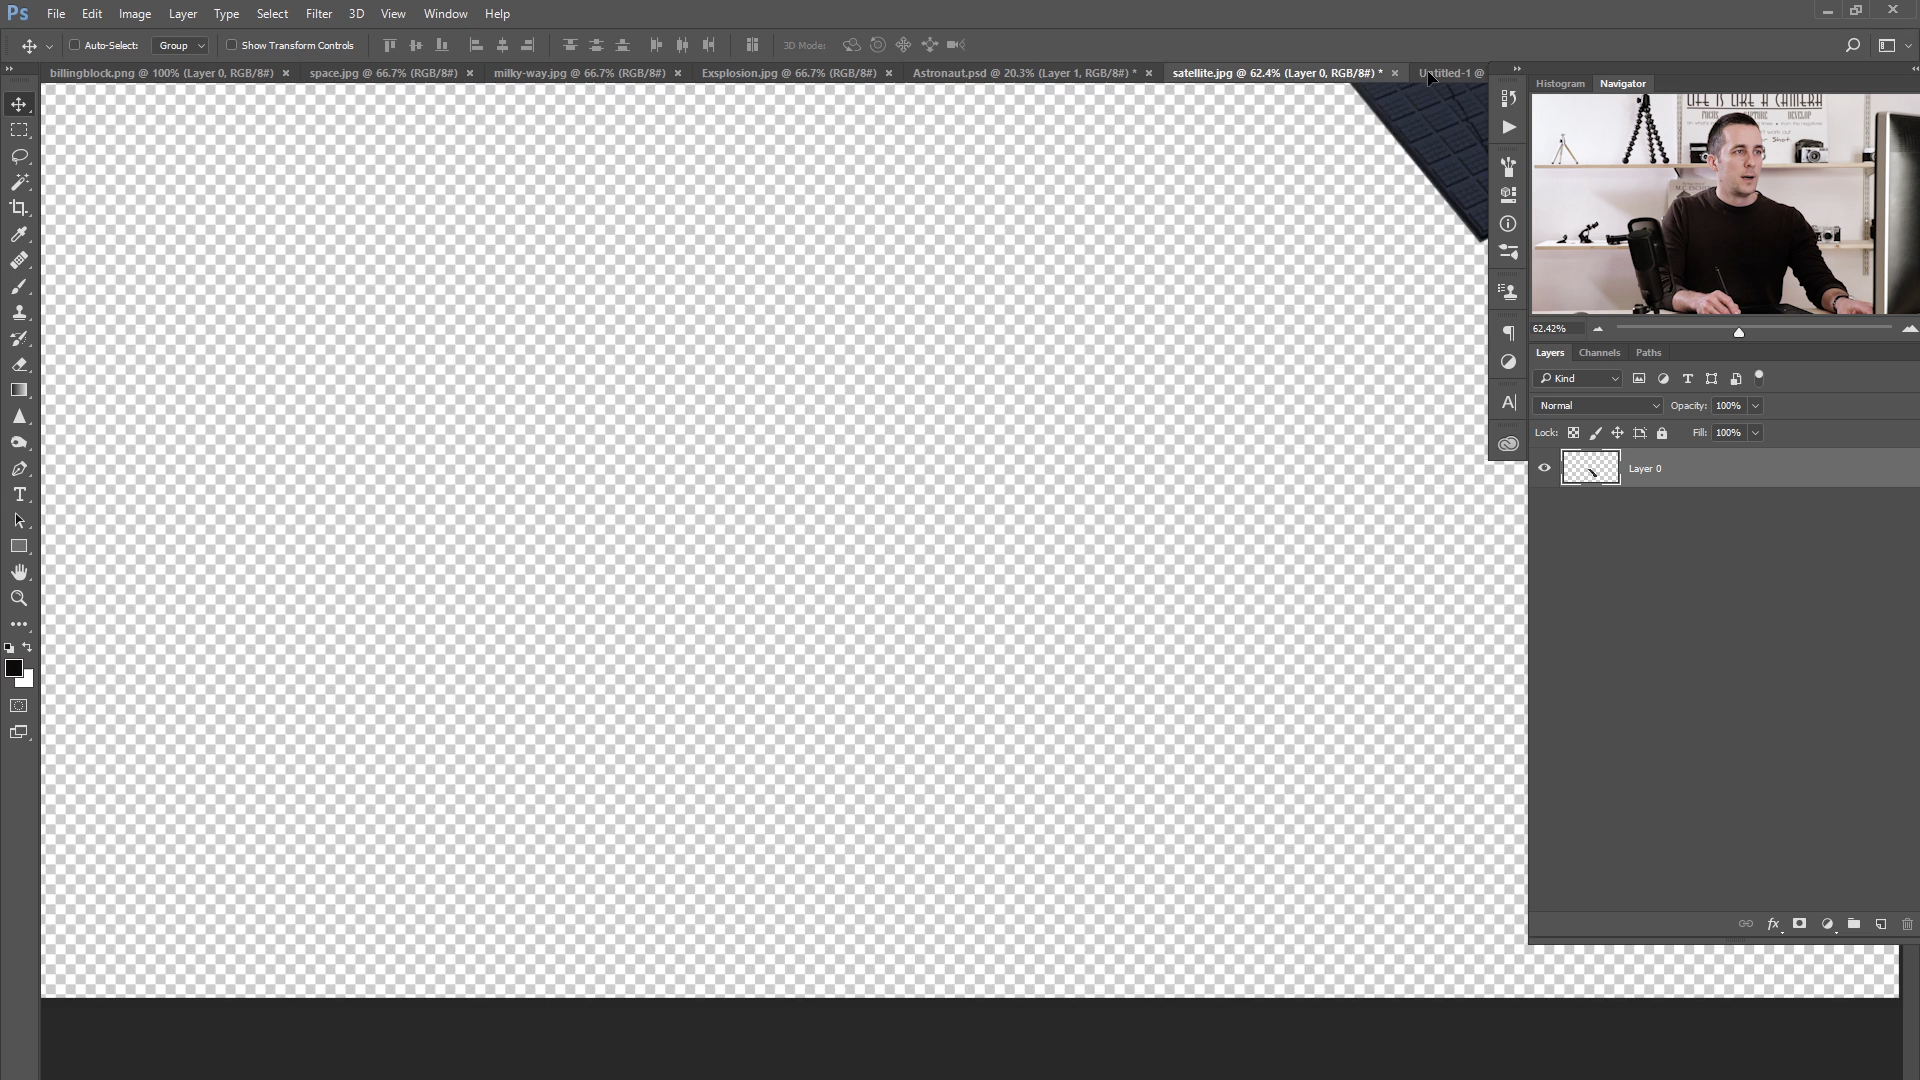 Ps File Edit Image Layer Type Select Filter 3D View Window Help
Auto-Select: Group Show Transform Controls 3D Mode:
billingblock.png @ 100% (Layer 0, RGB/8#) × space.jpg @ 66.7% (RGB/8#) × milky-way.jpg @ 66.7% (RGB/8#) × Exsplosion.jpg @ 66.7% (RGB/8#) × Astronaut.psd @ 20.3% (Layer 1, RGB/8#) * × satellite.jpg @ 62.4% (Layer 0, RGB/8#) * × Untitled-1 @
Histogram Navigator
LIFE IS LIKE A CAMERA
DEVELOP
Shot
62.42%
Layers Channels Paths
Kind
Normal Opacity: 100%
Lock: Fill: 100%
Layer 0